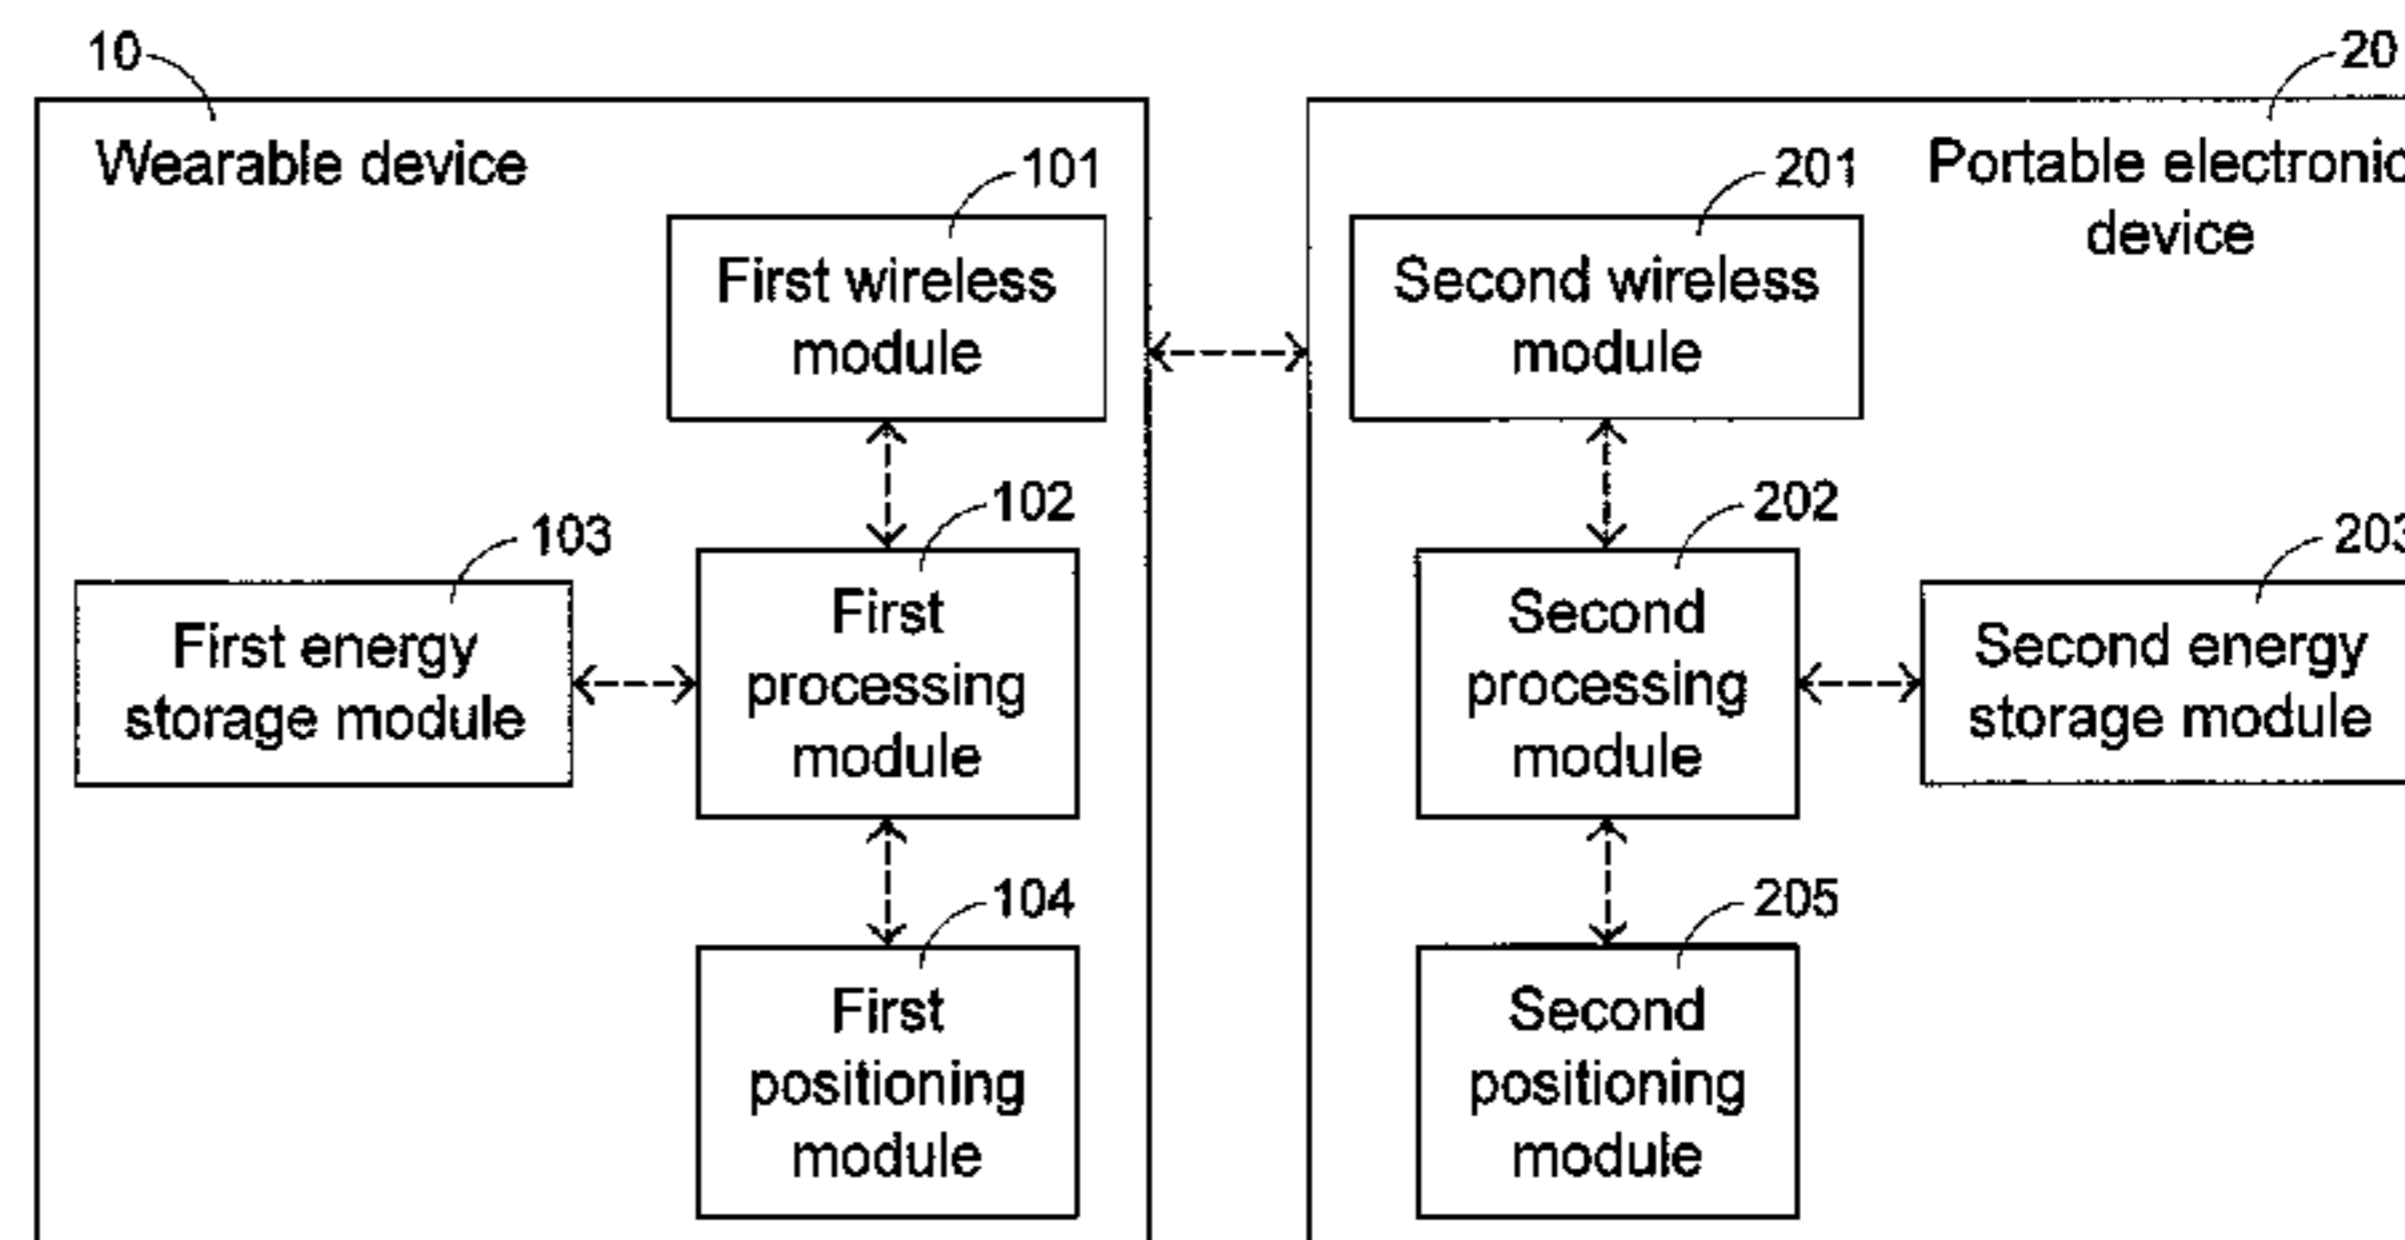 10
20
Wearable device
Portable electronic
device
101
First wireless
module
201
Second wireless
module
102
First
processing
module
103
First energy
storage module
104
First
positioning
module
202
Second
processing
module
203
Second energy
storage module
205
Second
positioning
module